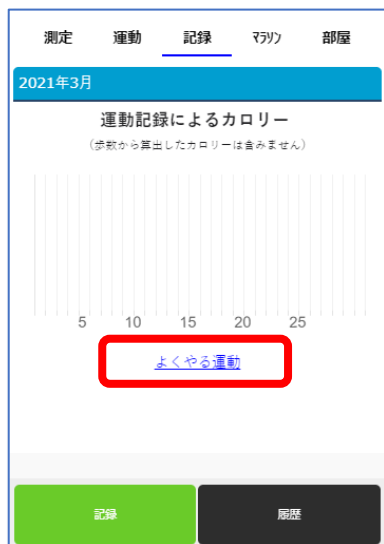 測定 運動 記録 ﾏﾗｿﾝ 部屋
2021年3月
運動記録によるカロリー
(歩数から算出したカロリーは含みません)
5 10 15 20 25
よくやる運動
記録 履歴